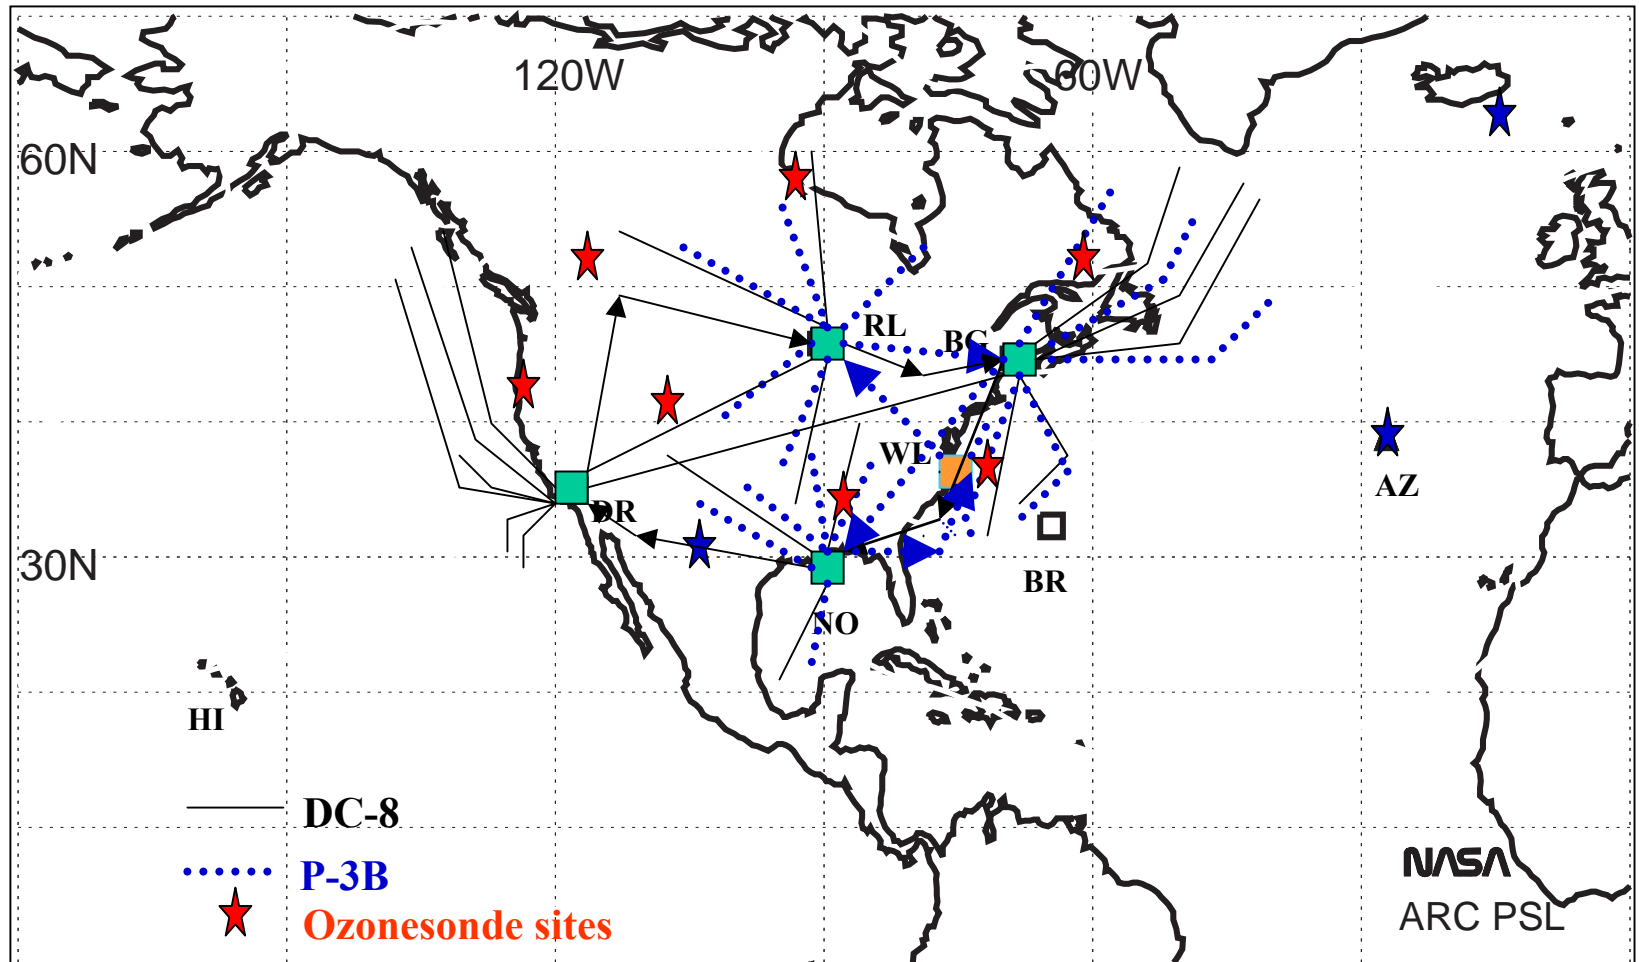 120W
60W
60N
RL
BG
WL
AZ
DR
30N
BR
NO
HI
DC-8
P-3B
Ozonesonde sites
NASA
ARC PSL